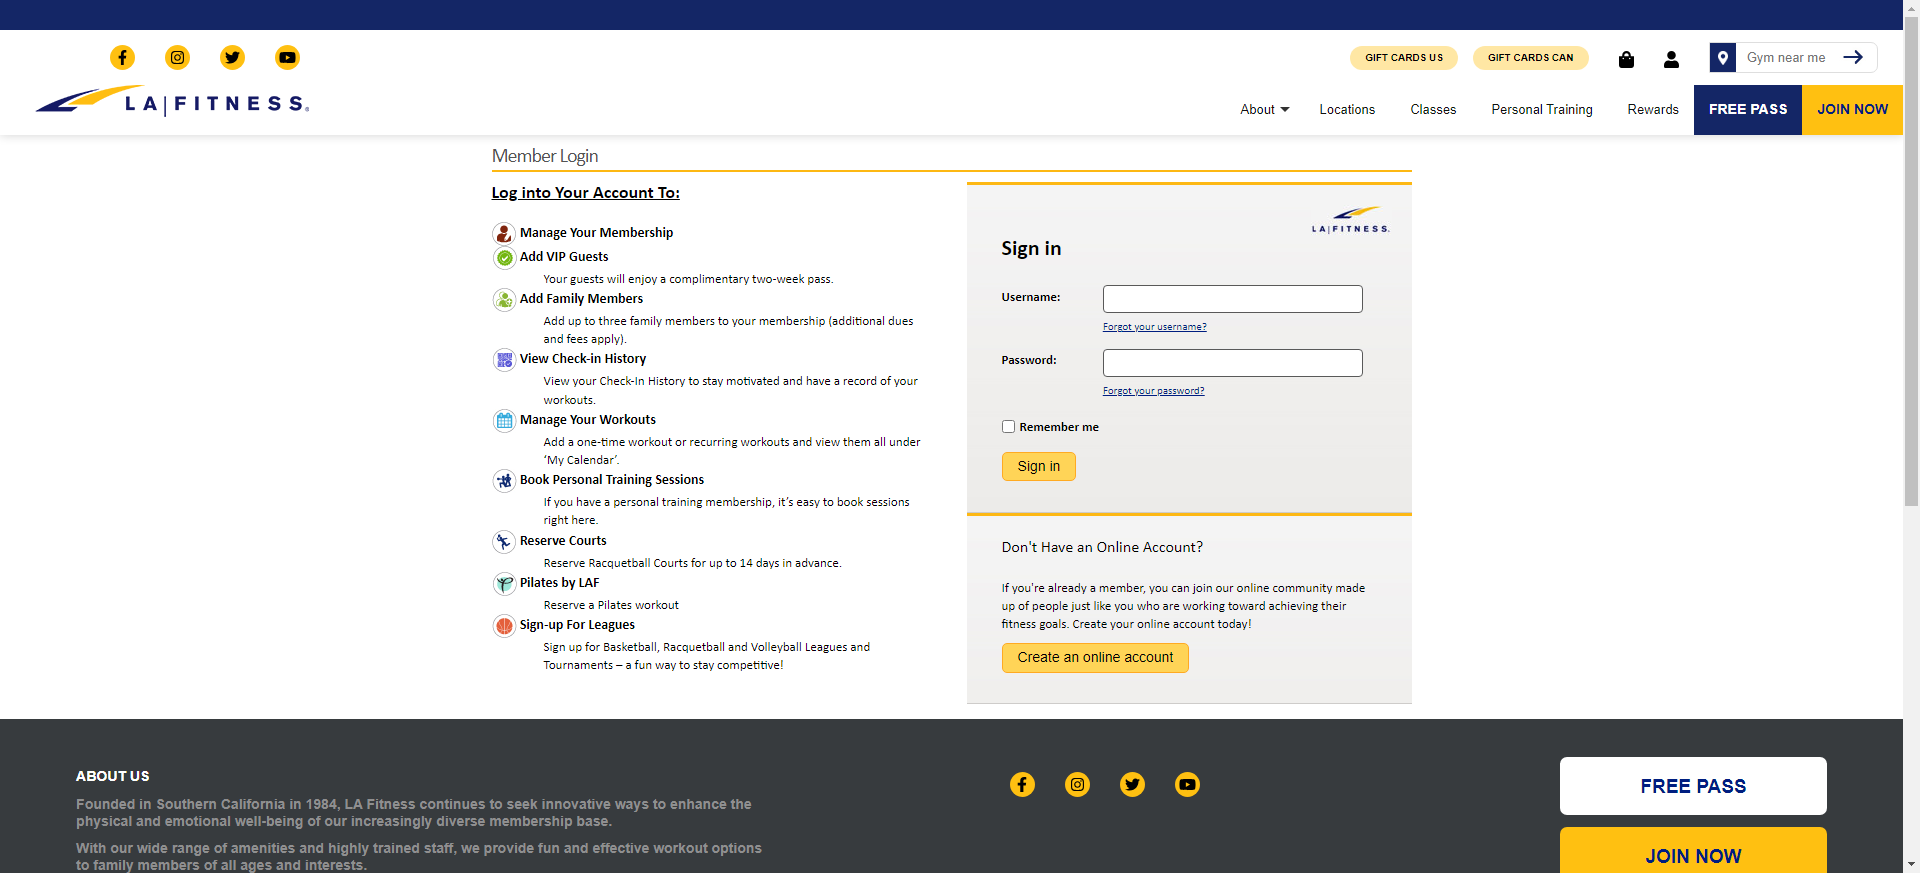 GIFT CARDS US
GIFT CARDS CAN
Gym near me
LA|FITNESS®
About
Locations
Classes
Personal Training
Rewards
FREE PASS
JOIN NOW
Member Login
Log into Your Account To:
Manage Your Membership
Add VIP Guests
Your guests will enjoy a complimentary two-week pass.
Add Family Members
Add up to three family members to your membership (additional dues
and fees apply).
View Check-in History
View your Check-In History to stay motivated and have a record of your
workouts.
Manage Your Workouts
Add a one-time workout or recurring workouts and view them all under
‘My Calendar’.
Book Personal Training Sessions
If you have a personal training membership, it’s easy to book sessions
right here.
Reserve Courts
Reserve Racquetball Courts for up to 14 days in advance.
Pilates by LAF
Reserve a Pilates workout
Sign-up For Leagues
Sign up for Basketball, Racquetball and Volleyball Leagues and
Tournaments – a fun way to stay competitive!
LA|FITNESS.
Sign in
Username:
Forgot your username?
Password:
Forgot your password?
Remember me
Sign in
Don't Have an Online Account?
If you're already a member, you can join our online community made
up of people just like you who are working toward achieving their
fitness goals. Create your online account today!
Create an online account
ABOUT US
Founded in Southern California in 1984, LA Fitness continues to seek innovative ways to enhance the
physical and emotional well-being of our increasingly diverse membership base.
With our wide range of amenities and highly trained staff, we provide fun and effective workout options
to family members of all ages and interests.
FREE PASS
JOIN NOW